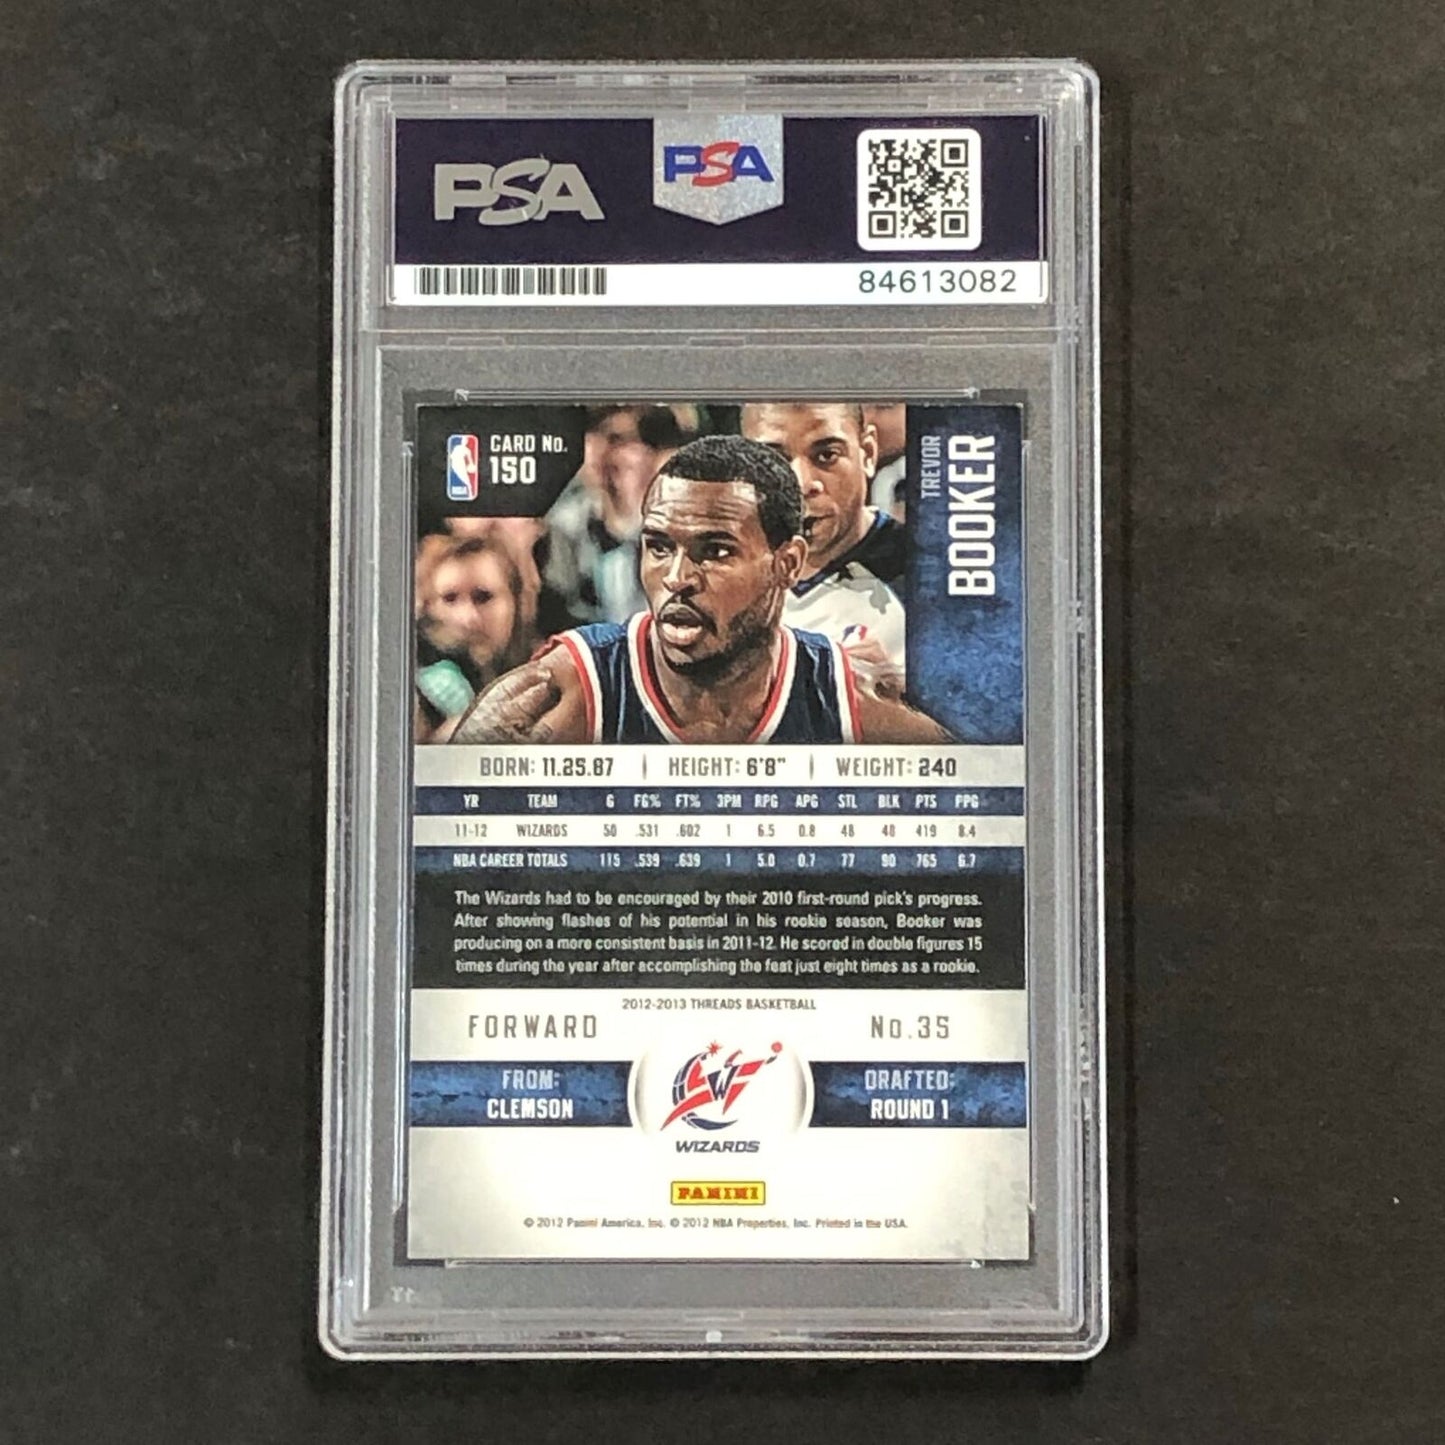 PSA
PSA
84613082
NBA
CARD No.
150
TREVOR
BOOKER
BORN: 11.25.87 | HEIGHT: 6'8" | WEIGHT: 240
YR TEAM G FG% FT% 3PM RPG APG STL BLK PTS PPG
11-12 WIZARDS 50 .531 .602 1 6.5 0.8 48 48 419 8.4
NBA CAREER TOTALS 115 .539 .639 1 5.0 0.7 77 90 765 6.7
The Wizards had to be encouraged by their 2010 first-round pick's progress.
After showing flashes of his potential in his rookie season, Booker was
producing on a more consistent basis in 2011-12. He scored in double figures 15
times during the year after accomplishing the feat just eight times as a rookie.
2012-2013 THREADS BASKETBALL
FORWARD No.35
FROM: DRAFTED:
CLEMSON ROUND 1
W
WIZARDS
PANINI
© 2012 Panini America, Inc. © 2012 NBA Properties, Inc. Printed in the USA.